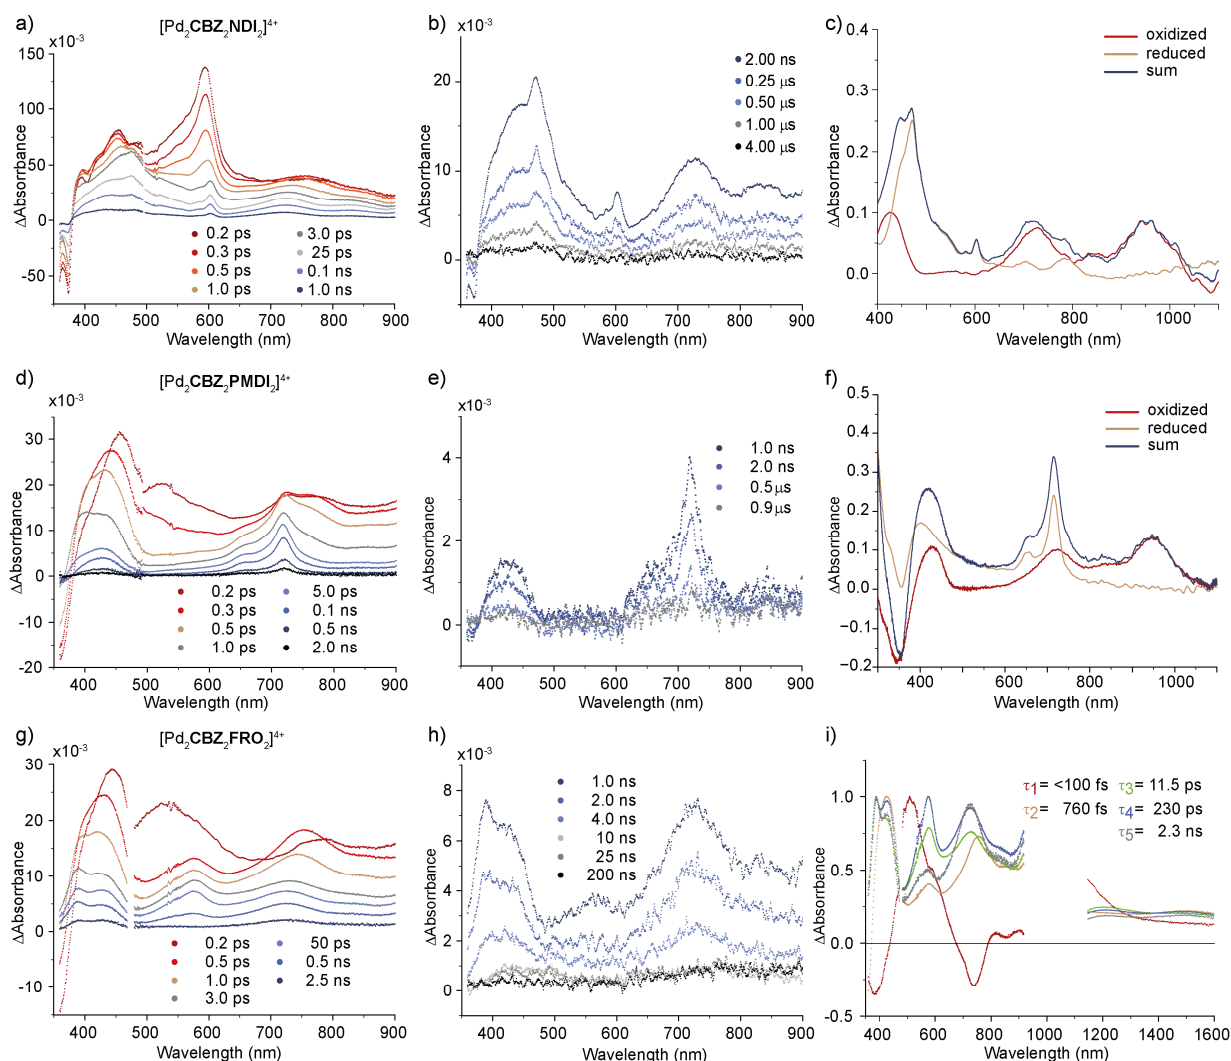 a) [Pd2CBZ2NDI2]4+
x10-3
150
100
50
0
-50
ΔAbsorrbance
400 500 600 700 800 900
Wavelength (nm)
0.2 ps
0.3 ps
0.5 ps
1.0 ps
3.0 ps
25 ps
0.1 ns
1.0 ns
b)
x10-3
20
10
0
ΔAbsorrbance
400 500 600 700 800 900
Wavelength (nm)
2.00 ns
0.25 μs
0.50 μs
1.00 μs
4.00 μs
c)
0.4
0.3
0.2
0.1
0.0
ΔAbsorrbance
400 600 800 1000
Wavelength (nm)
oxidized
reduced
sum
d) [Pd2CBZ2PMDI2]4+
x10-3
30
20
10
0
-10
-20
ΔAbsorrbance
400 500 600 700 800 900
Wavelength (nm)
0.2 ps
0.3 ps
0.5 ps
1.0 ps
5.0 ps
0.1 ns
0.5 ns
2.0 ns
e)
x10-3
4
2
0
ΔAbsorrbance
400 500 600 700 800 900
Wavelength (nm)
1.0 ns
2.0 ns
0.5 μs
0.9 μs
f)
0.5
0.4
0.3
0.2
0.1
0.0
−0.1
−0.2
ΔAbsorrbance
400 600 800 1000
Wavelength (nm)
oxidized
reduced
sum
g) [Pd2CBZ2FRO2]4+
x10-3
30
20
10
0
-10
ΔAbsorrbance
400 500 600 700 800 900
Wavelength (nm)
0.2 ps
0.5 ps
1.0 ps
3.0 ps
50 ps
0.5 ns
2.5 ns
h)
x10-3
8
6
4
2
0
ΔAbsorrbance
400 500 600 700 800 900
Wavelength (nm)
1.0 ns
2.0 ns
4.0 ns
10 ns
25 ns
200 ns
i)
1.0
0.5
0.0
-0.5
ΔAbsorrbance
400 600 800 1000 1200 1400 1600
Wavelength (nm)
τ1= <100 fs τ3= 11.5 ps
τ2= 760 fs τ4= 230 ps
τ5= 2.3 ns